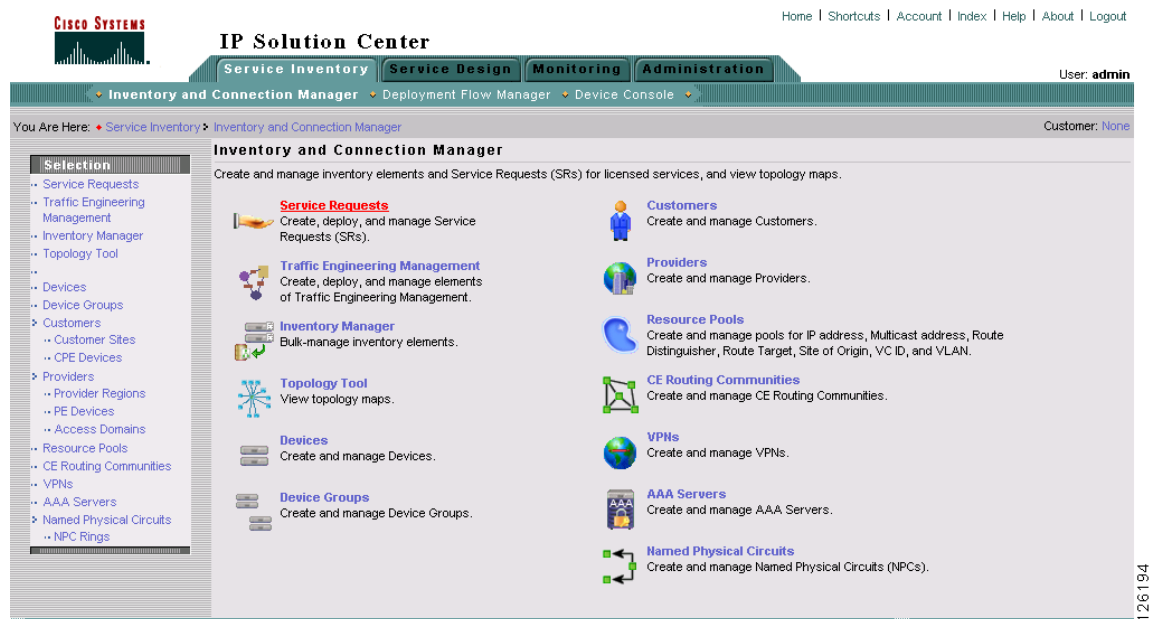 Cisco Systems
Home | Shortcuts | Account | Index | Help | About | Logout
IP Solution Center
Service Inventory Service Design Monitoring Administration
User: admin
Inventory and Connection Manager Deployment Flow Manager Device Console
You Are Here: Service Inventory Inventory and Connection Manager
Customer: None
Selection
Service Requests
Traffic Engineering
Management
Inventory Manager
Topology Tool
Devices
Device Groups
Customers
Customer Sites
CPE Devices
Providers
Provider Regions
PE Devices
Access Domains
Resource Pools
CE Routing Communities
VPNs
AAA Servers
Named Physical Circuits
NPC Rings
Inventory and Connection Manager
Create and manage inventory elements and Service Requests (SRs) for licensed services, and view topology maps.
Service Requests
Create, deploy, and manage Service
Requests (SRs).
Traffic Engineering Management
Create, deploy, and manage elements
of Traffic Engineering Management.
Inventory Manager
Bulk-manage inventory elements.
Topology Tool
View topology maps.
Devices
Create and manage Devices.
Device Groups
Create and manage Device Groups.
Customers
Create and manage Customers.
Providers
Create and manage Providers.
Resource Pools
Create and manage pools for IP address, Multicast address, Route
Distinguisher, Route Target, Site of Origin, VC ID, and VLAN.
CE Routing Communities
Create and manage CE Routing Communities.
VPNs
Create and manage VPNs.
AAA
AAA Servers
Create and manage AAA Servers.
Named Physical Circuits
Create and manage Named Physical Circuits (NPCs).
126194